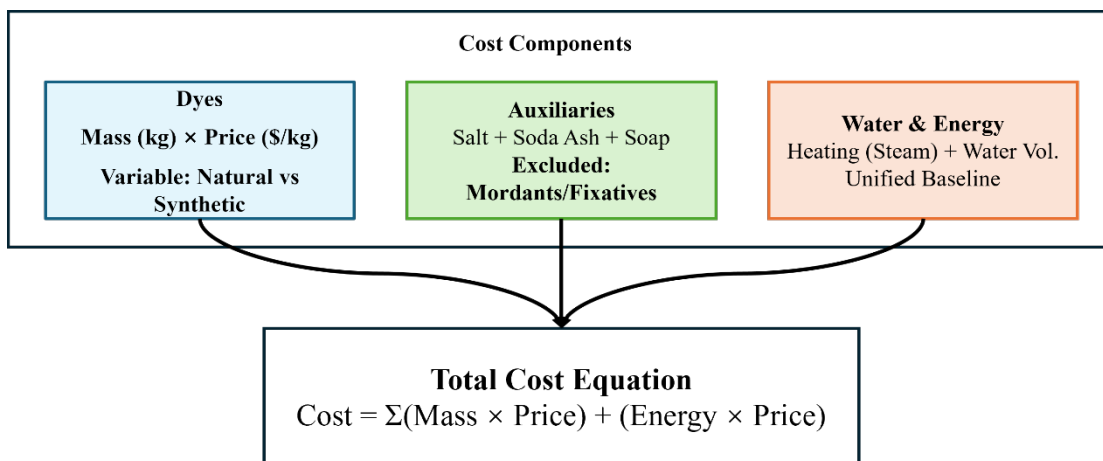 Cost Components
Dyes
Mass (kg) × Price ($/kg)
Variable: Natural vs
Synthetic
Auxiliaries
Salt + Soda Ash + Soap
Excluded:
Mordants/Fixatives
Water & Energy
Heating (Steam) + Water Vol.
Unified Baseline
Total Cost Equation
Cost = Σ(Mass × Price) + (Energy × Price)